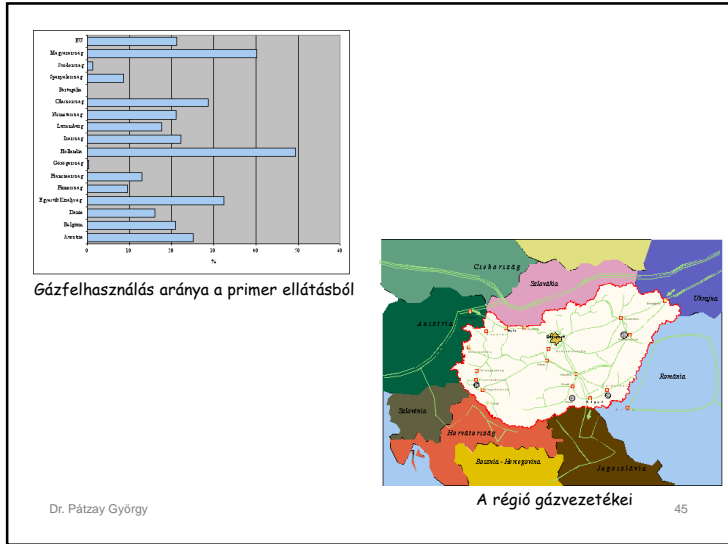 EU
Magyarország
Svédország
Spanyolország
Portugália
Olaszország
Németország
Luxemburg
Írország
Hollandia
Görögország
Franciaország
Finnország
Egyesült Királyság
Dánia
Belgium
Ausztria
0 10 20 30 40 50 60
%
Gázfelhasználás aránya a primer ellátásból
Csehország
Szlovákia
Ukrajna
Ausztria
Románia
Szlovénia
Horvátország
Bosznia - Hercegovina
Jugoszlávia
A régió gázvezetékei
Dr. Pátzay György
45